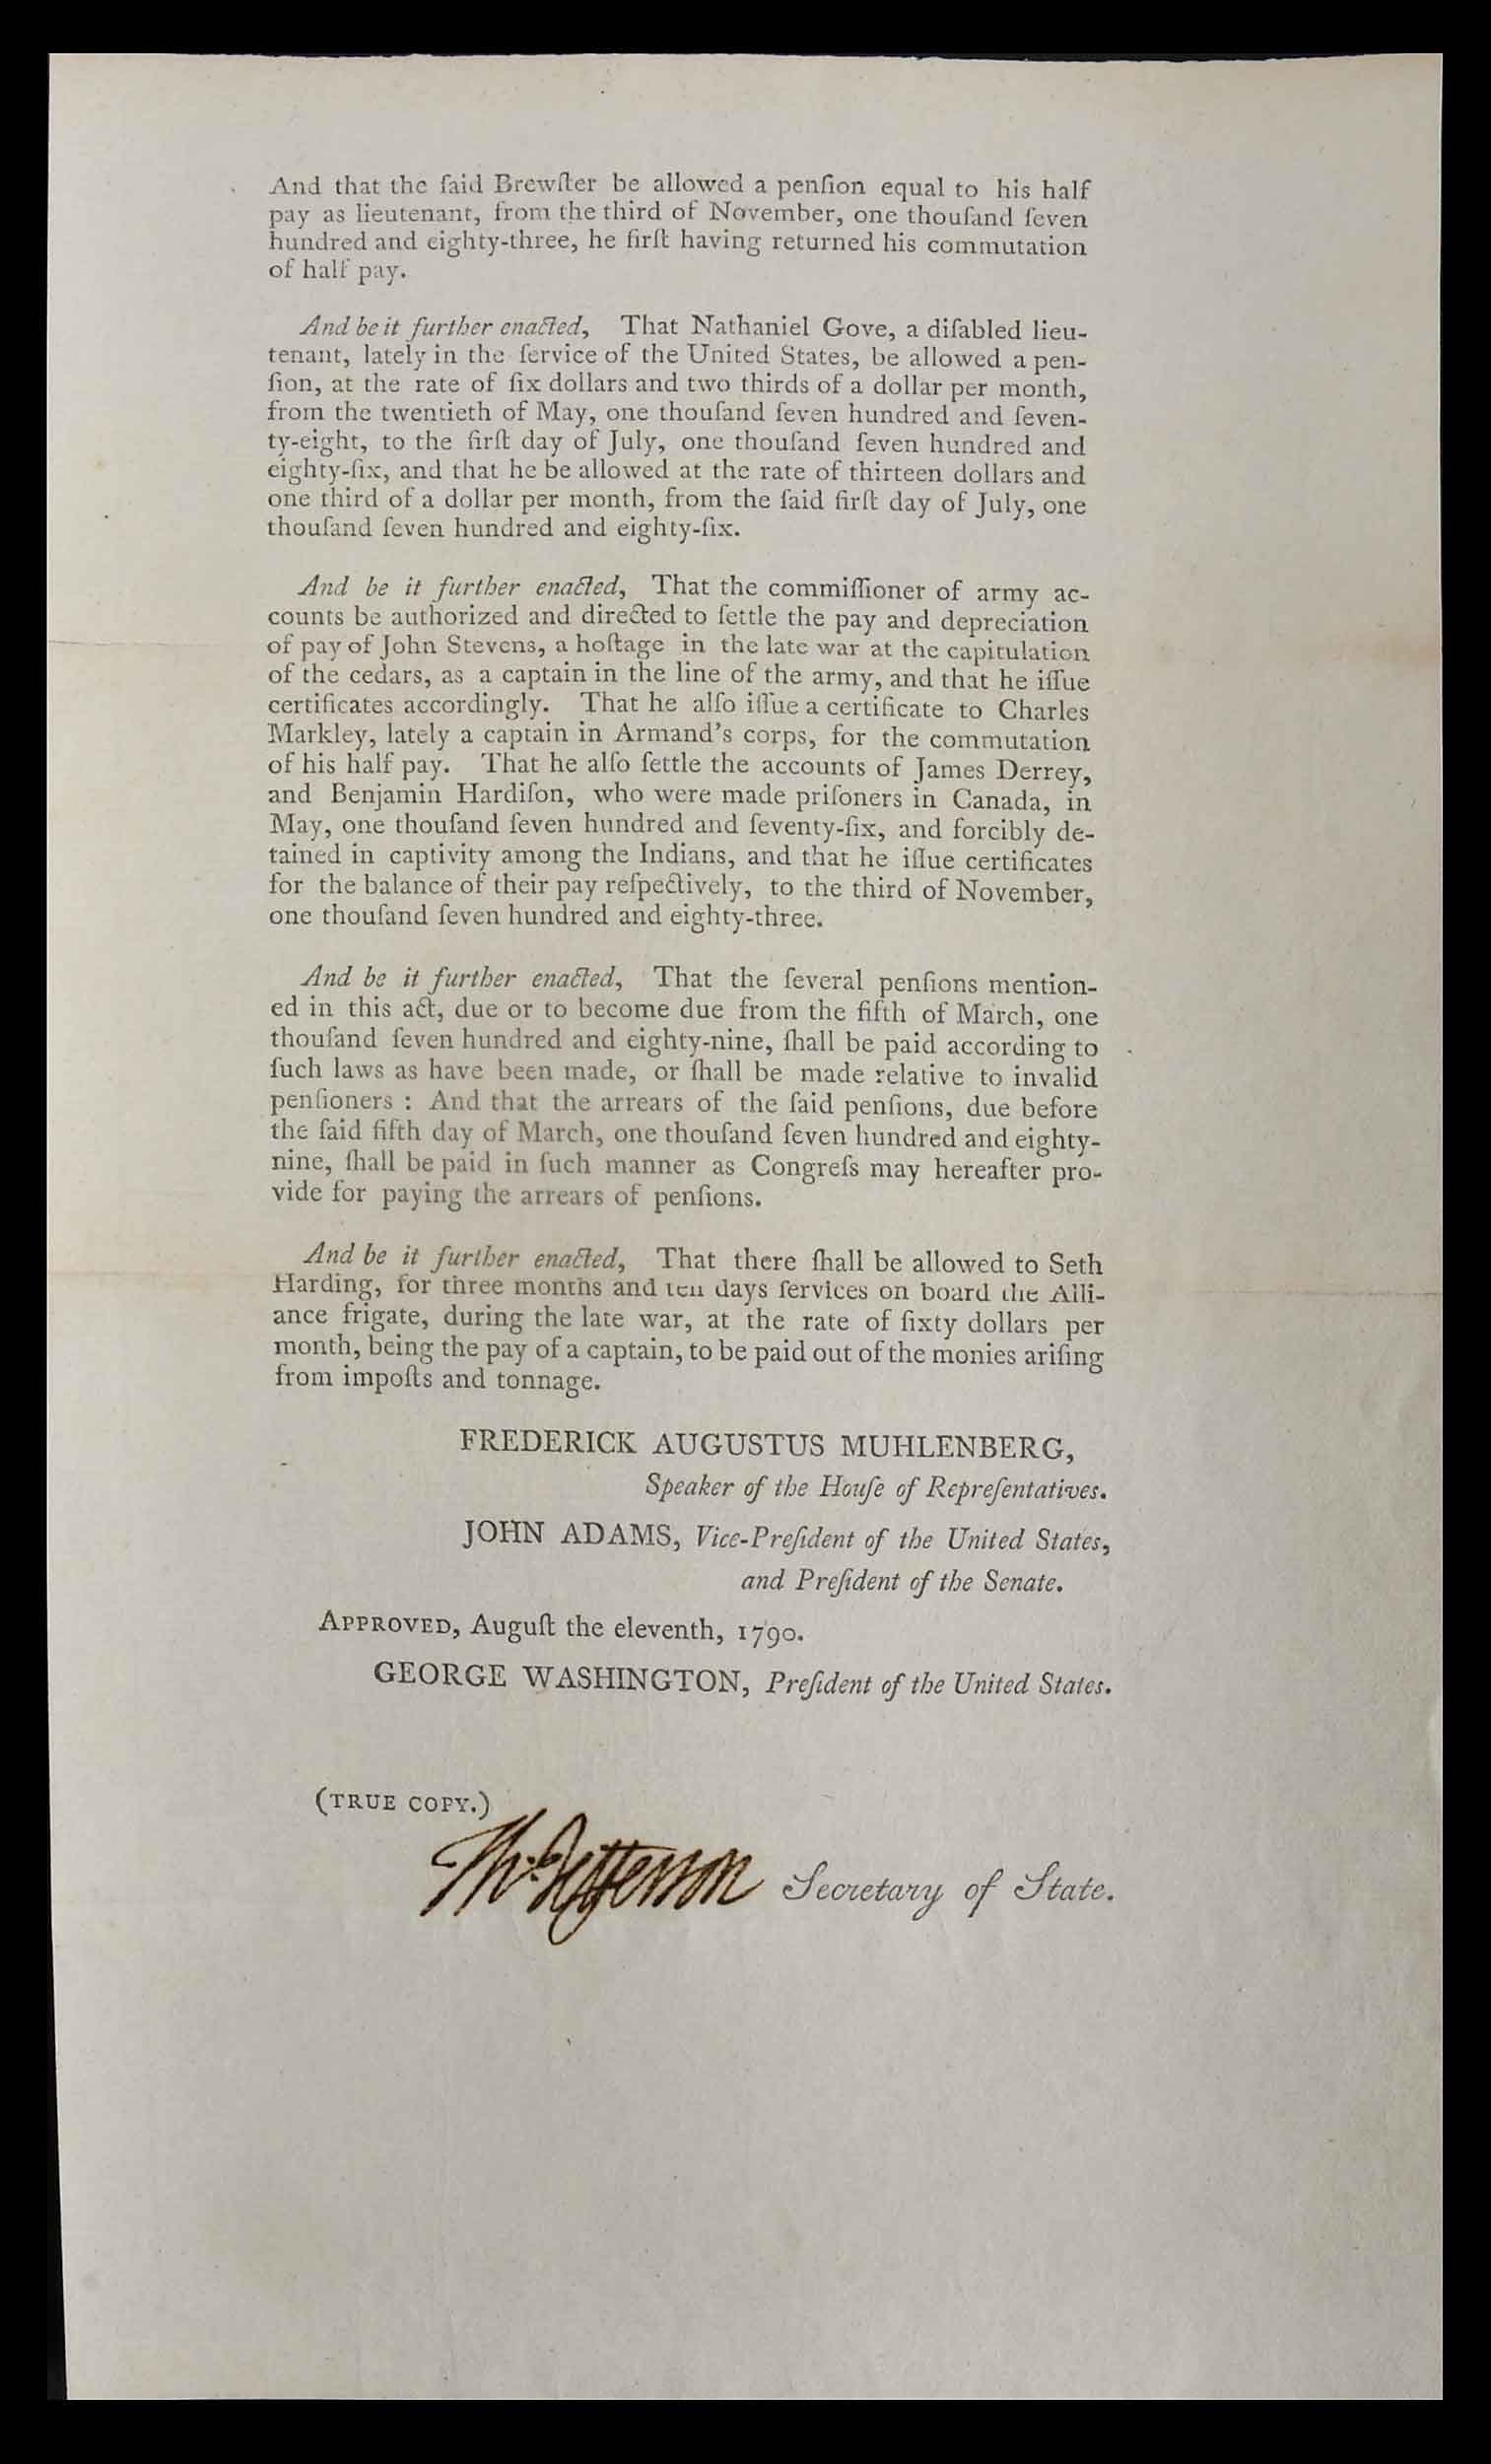 And that the ſaid Brewſter be allowed a penſion equal to his half
pay as lieutenant, from the third of November, one thouſand ſeven
hundred and eighty-three, he firſt having returned his commutation
of half pay.
And be it further enacted, That Nathaniel Gove, a diſabled lieu-
tenant, lately in the ſervice of the United States, be allowed a pen-
ſion, at the rate of ſix dollars and two thirds of a dollar per month,
from the twentieth of May, one thouſand ſeven hundred and ſeven-
ty-eight, to the firſt day of July, one thouſand ſeven hundred and
eighty-ſix, and that he be allowed at the rate of thirteen dollars and
one third of a dollar per month, from the ſaid firſt day of July, one
thouſand ſeven hundred and eighty-ſix.
And be it further enacted, That the commiſſioner of army ac-
counts be authorized and directed to ſettle the pay and depreciation
of pay of John Stevens, a hoſtage in the late war at the capitulation
of the cedars, as a captain in the line of the army, and that he iſſue
certificates accordingly. That he alſo iſſue a certificate to Charles
Markley, lately a captain in Armand's corps, for the commutation
of his half pay. That he alſo ſettle the accounts of James Derrey,
and Benjamin Hardiſon, who were made priſoners in Canada, in
May, one thouſand ſeven hundred and ſeventy-ſix, and forcibly de-
tained in captivity among the Indians, and that he iſſue certificates
for the balance of their pay reſpectively, to the third of November,
one thouſand ſeven hundred and eighty-three.
And be it further enacted, That the ſeveral penſions mention-
ed in this act, due or to become due from the fifth of March, one
thouſand ſeven hundred and eighty-nine, ſhall be paid according to
ſuch laws as have been made, or ſhall be made relative to invalid
penſioners : And that the arrears of the ſaid penſions, due before
the ſaid fifth day of March, one thouſand ſeven hundred and eighty-
nine, ſhall be paid in ſuch manner as Congreſs may hereafter pro-
vide for paying the arrears of penſions.
And be it further enacted, That there ſhall be allowed to Seth
Harding, for three months and ten days ſervices on board the Alli-
ance frigate, during the late war, at the rate of ſixty dollars per
month, being the pay of a captain, to be paid out of the monies ariſing
from impoſts and tonnage.
FREDERICK AUGUSTUS MUHLENBERG,
Speaker of the Houſe of Repreſentatives.
JOHN ADAMS, Vice-Preſident of the United States,
and Preſident of the Senate.
APPROVED, Auguſt the eleventh, 1790.
GEORGE WASHINGTON, Preſident of the United States.
(TRUE COPY.)
Th: Jefferson Secretary of State.